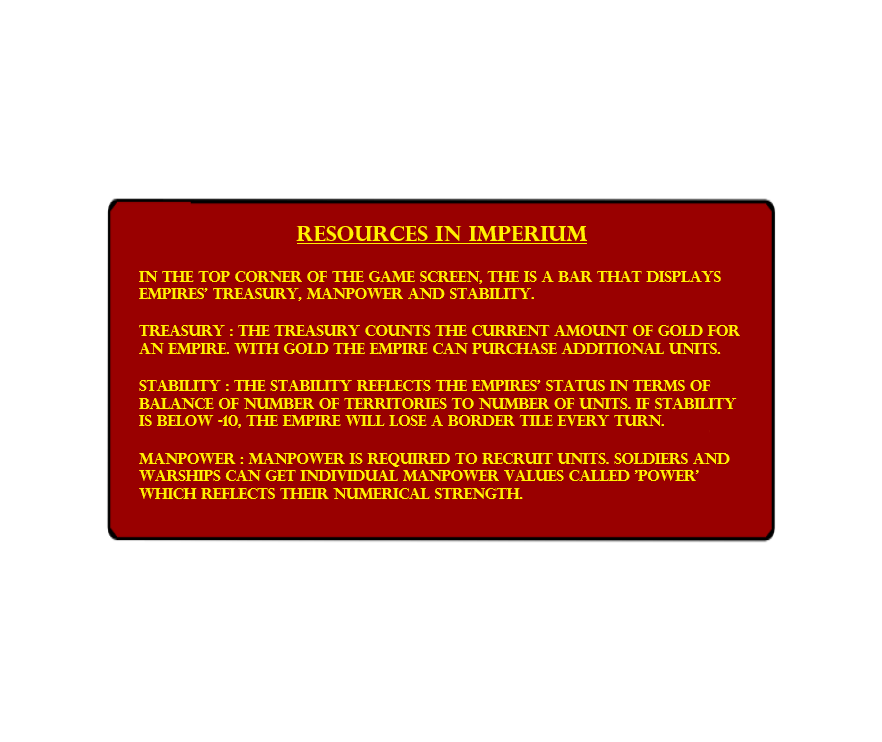 RESOURCES IN IMPERIUM
IN THE TOP CORNER OF THE GAME SCREEN, THE IS A BAR THAT DISPLAYS
EMPIRES' TREASURY, MANPOWER AND STABILITY.
TREASURY : THE TREASURY COUNTS THE CURRENT AMOUNT OF GOLD FOR
AN EMPIRE. WITH GOLD THE EMPIRE CAN PURCHASE ADDITIONAL UNITS.
STABILITY : THE STABILITY REFLECTS THE EMPIRES' STATUS IN TERMS OF
BALANCE OF NUMBER OF TERRITORIES TO NUMBER OF UNITS. IF STABILITY
IS BELOW -10, THE EMPIRE WILL LOSE A BORDER TILE EVERY TURN.
MANPOWER : MANPOWER IS REQUIRED TO RECRUIT UNITS. SOLDIERS AND
WARSHIPS CAN GET INDIVIDUAL MANPOWER VALUES CALLED 'POWER'
WHICH REFLECTS THEIR NUMERICAL STRENGTH.